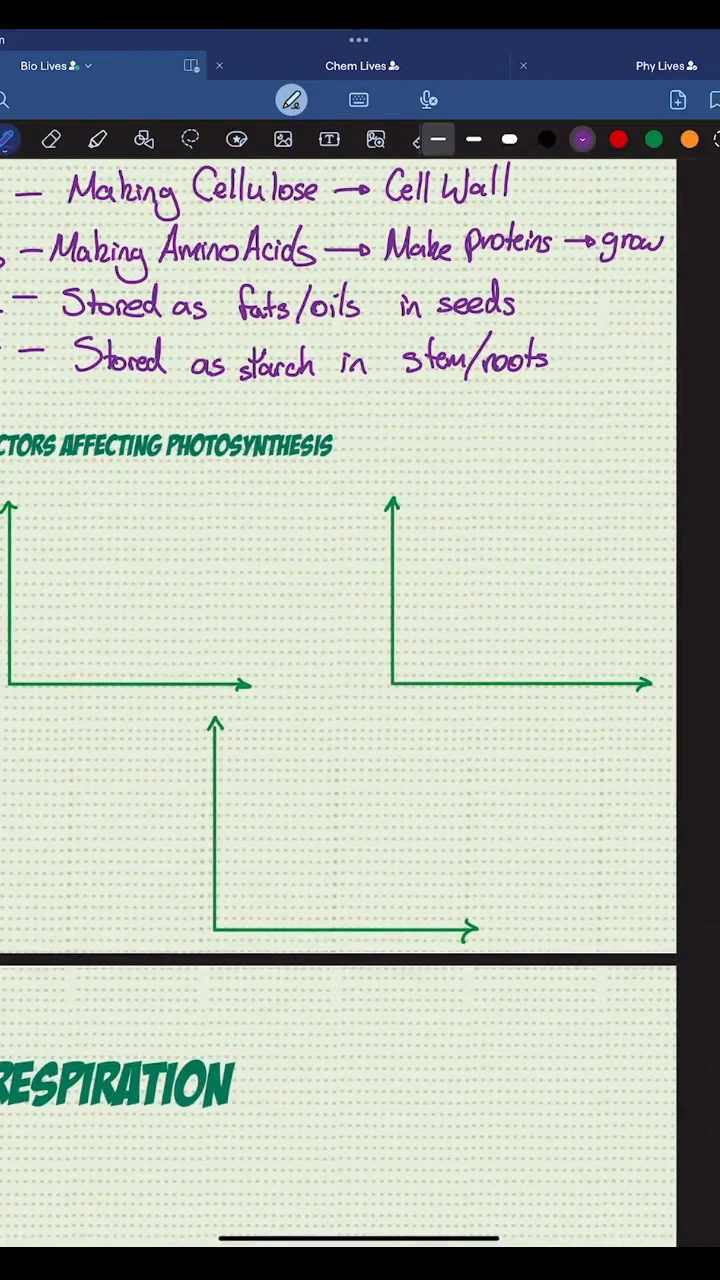 Bio Lives
Chem Lives
Phy Lives
— Making Cellulose → Cell Wall
— Making Amino Acids → Make proteins → grow
— Stored as fats/oils in seeds
— Stored as starch in stem/roots
CTORS AFFECTING PHOTOSYNTHESIS
RESPIRATION